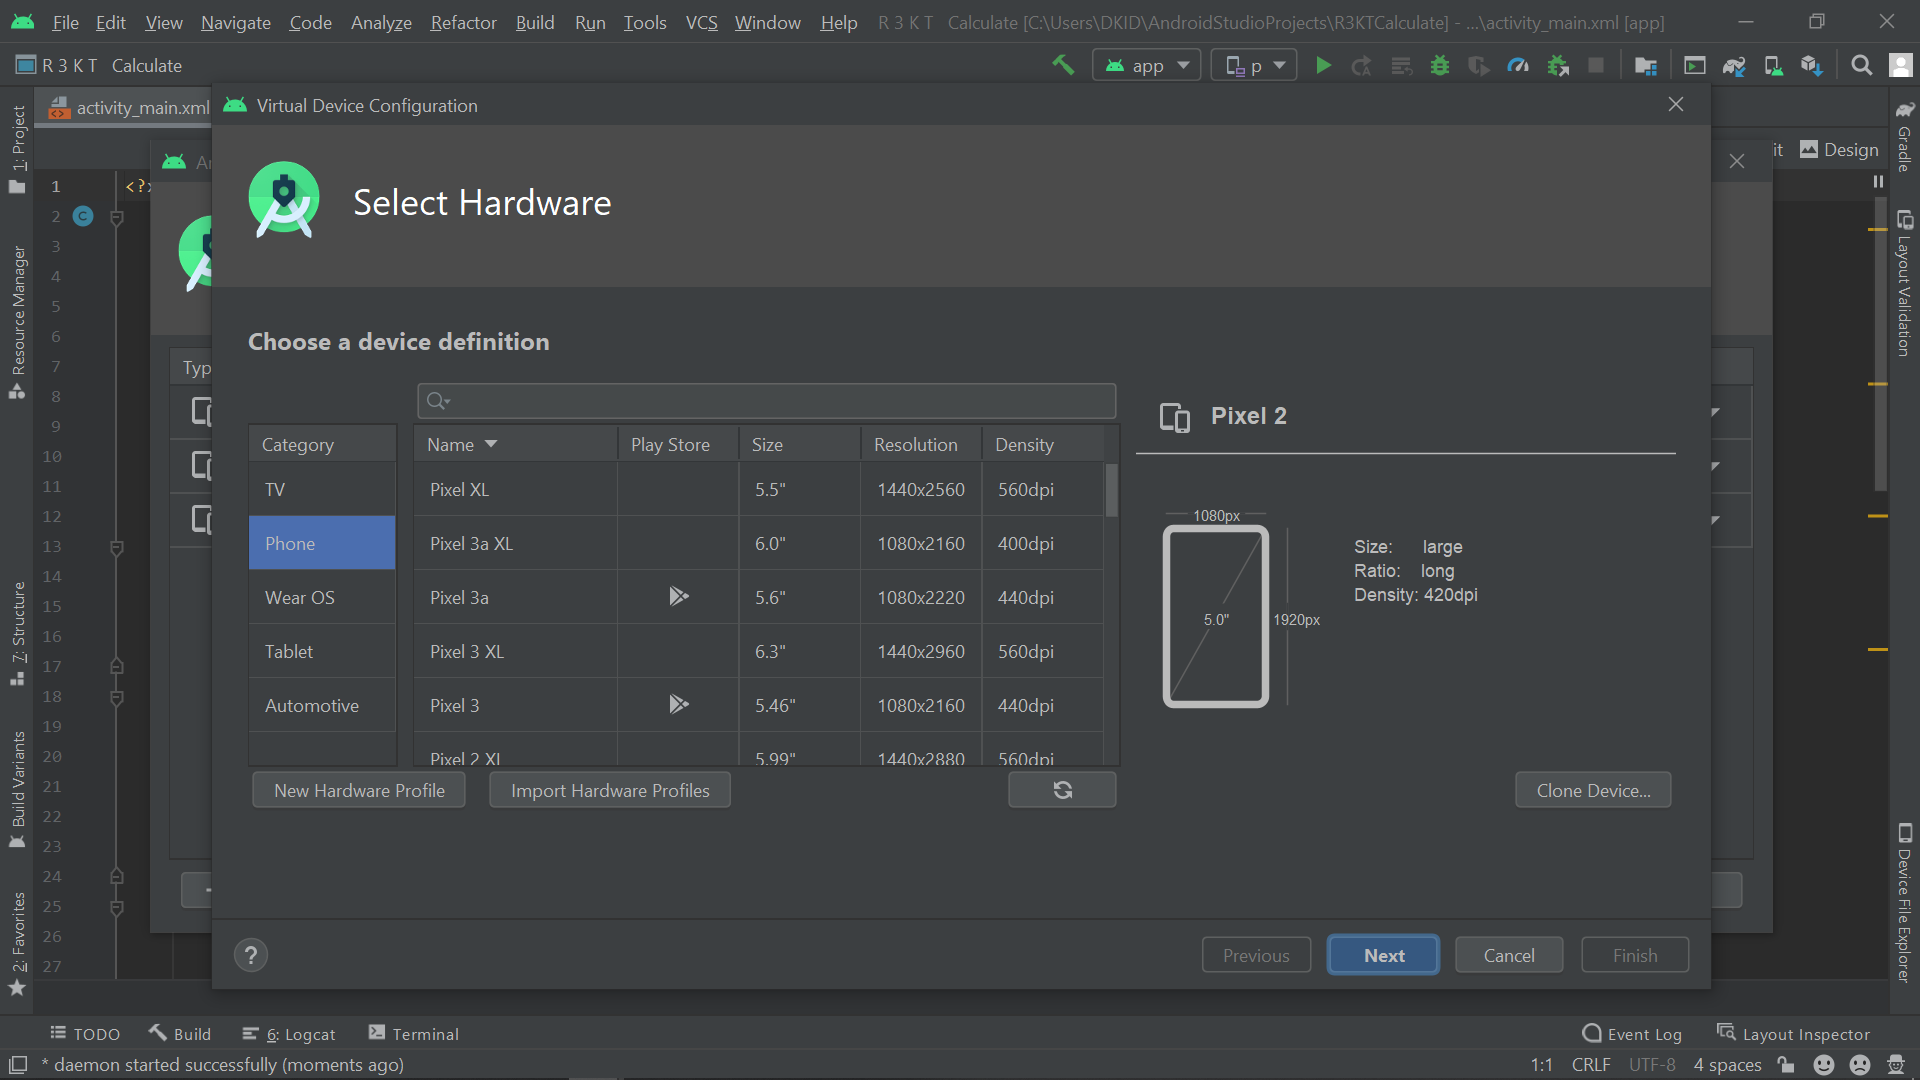 File Edit View Navigate Code Analyze Refactor Build Run Tools VCS Window Help R 3 K T Calculate [C:\Users\DKID\AndroidStudioProjects\R3KTCalculate] - ...\activity_main.xml [app]
R 3 K T Calculate
app
p
activity_main.xml
Virtual Device Configuration
Design
Select Hardware
Choose a device definition
Category
TV
Phone
Wear OS
Tablet
Automotive
Name Play Store Size Resolution Density
Pixel XL 5.5" 1440x2560 560dpi
Pixel 3a XL 6.0" 1080x2160 400dpi
Pixel 3a 5.6" 1080x2220 440dpi
Pixel 3 XL 6.3" 1440x2960 560dpi
Pixel 3 5.46" 1080x2160 440dpi
Pixel 2 XL 5.99" 1440x2880 560dpi
Pixel 2
1080px
5.0"
1920px
Size: large
Ratio: long
Density: 420dpi
New Hardware Profile
Import Hardware Profiles
Clone Device...
?
Previous
Next
Cancel
Finish
1: Project
Resource Manager
7: Structure
Build Variants
2: Favorites
1
2
3
4
5
6
7
8
9
10
11
12
13
14
15
16
17
18
19
20
21
22
23
24
25
26
27
C
<?
Gradle
Layout Validation
Device File Explorer
TODO Build 6: Logcat Terminal Event Log Layout Inspector
* daemon started successfully (moments ago) 1:1 CRLF UTF-8 4 spaces